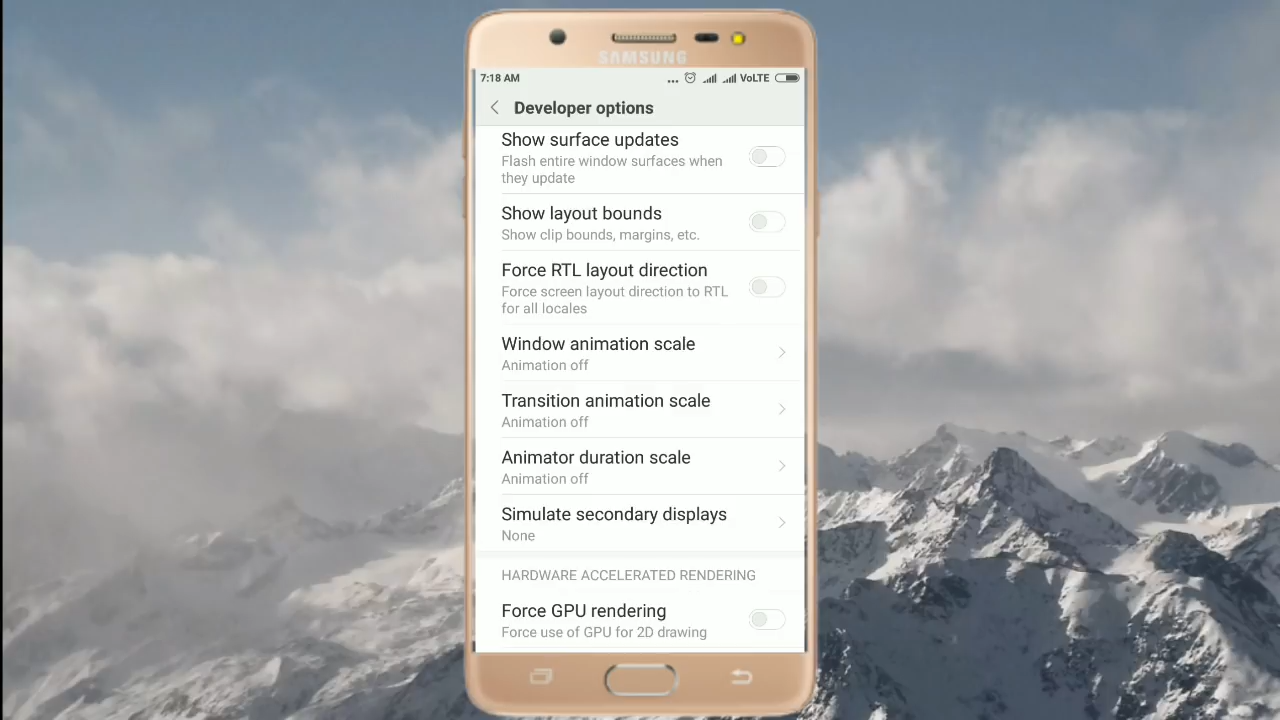 SAMSUNG
7:18 AM
... VoLTE
Developer options
Show surface updates
Flash entire window surfaces when
they update
Show layout bounds
Show clip bounds, margins, etc.
Force RTL layout direction
Force screen layout direction to RTL
for all locales
Window animation scale
Animation off
Transition animation scale
Animation off
Animator duration scale
Animation off
Simulate secondary displays
None
HARDWARE ACCELERATED RENDERING
Force GPU rendering
Force use of GPU for 2D drawing